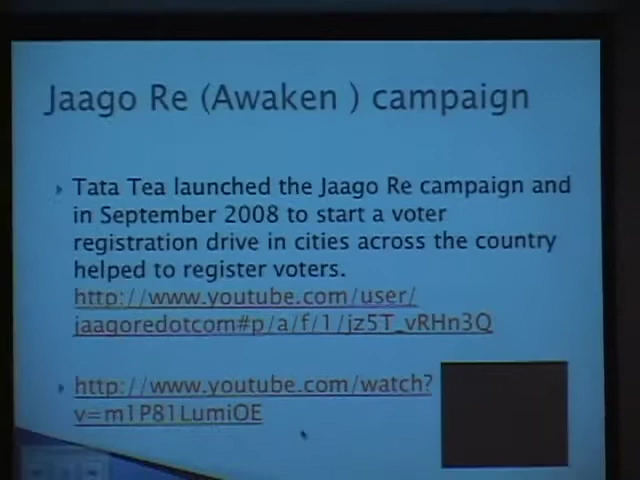 Jaago Re (Awaken ) campaign
Tata Tea launched the Jaago Re campaign and
in September 2008 to start a voter
registration drive in cities across the country
helped to register voters.
http://www.youtube.com/user/
jaagoredotcom#p/a/f/1/jz5T_vRHn3Q
http://www.youtube.com/watch?
v=m1P81LumiOE